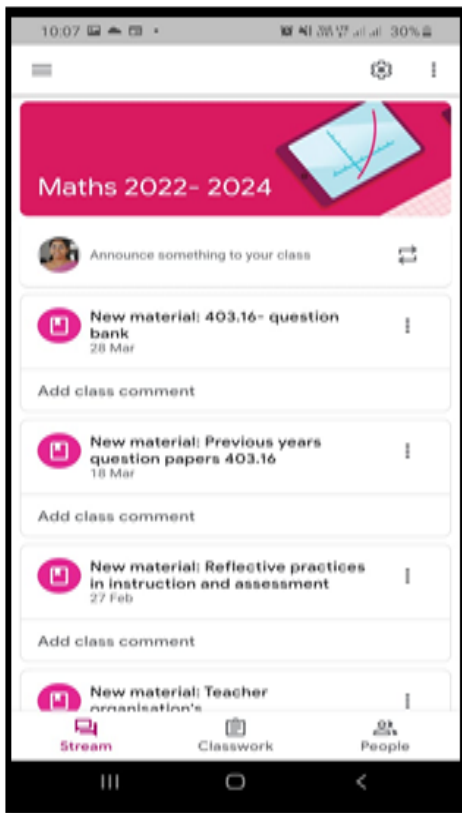 10:07
30%
Maths 2022- 2024
Announce something to your class
New material: 403.16- question
bank
28 Mar
Add class comment
New material: Previous years
question papers 403.16
18 Mar
Add class comment
New material: Reflective practices
in instruction and assessment
27 Feb
Add class comment
New material: Teacher
organisation's
Stream Classwork People